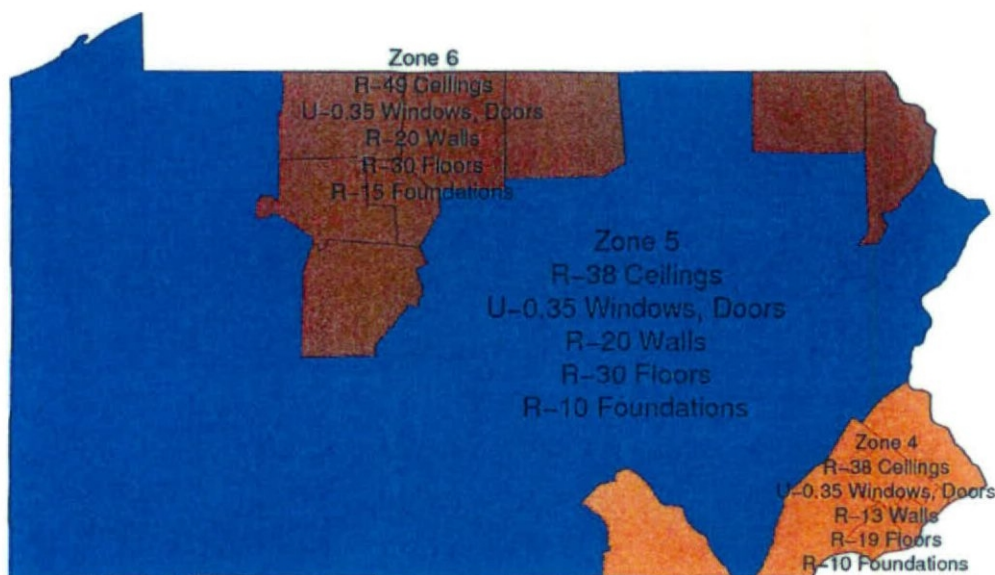 Zone 6
R-49 Ceilings
U-0.35 Windows, Doors
R-20 Walls
R-30 Floors
R-15 Foundations
Zone 5
R-38 Ceilings
U-0.35 Windows, Doors
R-20 Walls
R-30 Floors
R-10 Foundations
Zone 4
R-38 Ceilings
U-0.35 Windows, Doors
R-13 Walls
R-19 Floors
R-10 Foundations